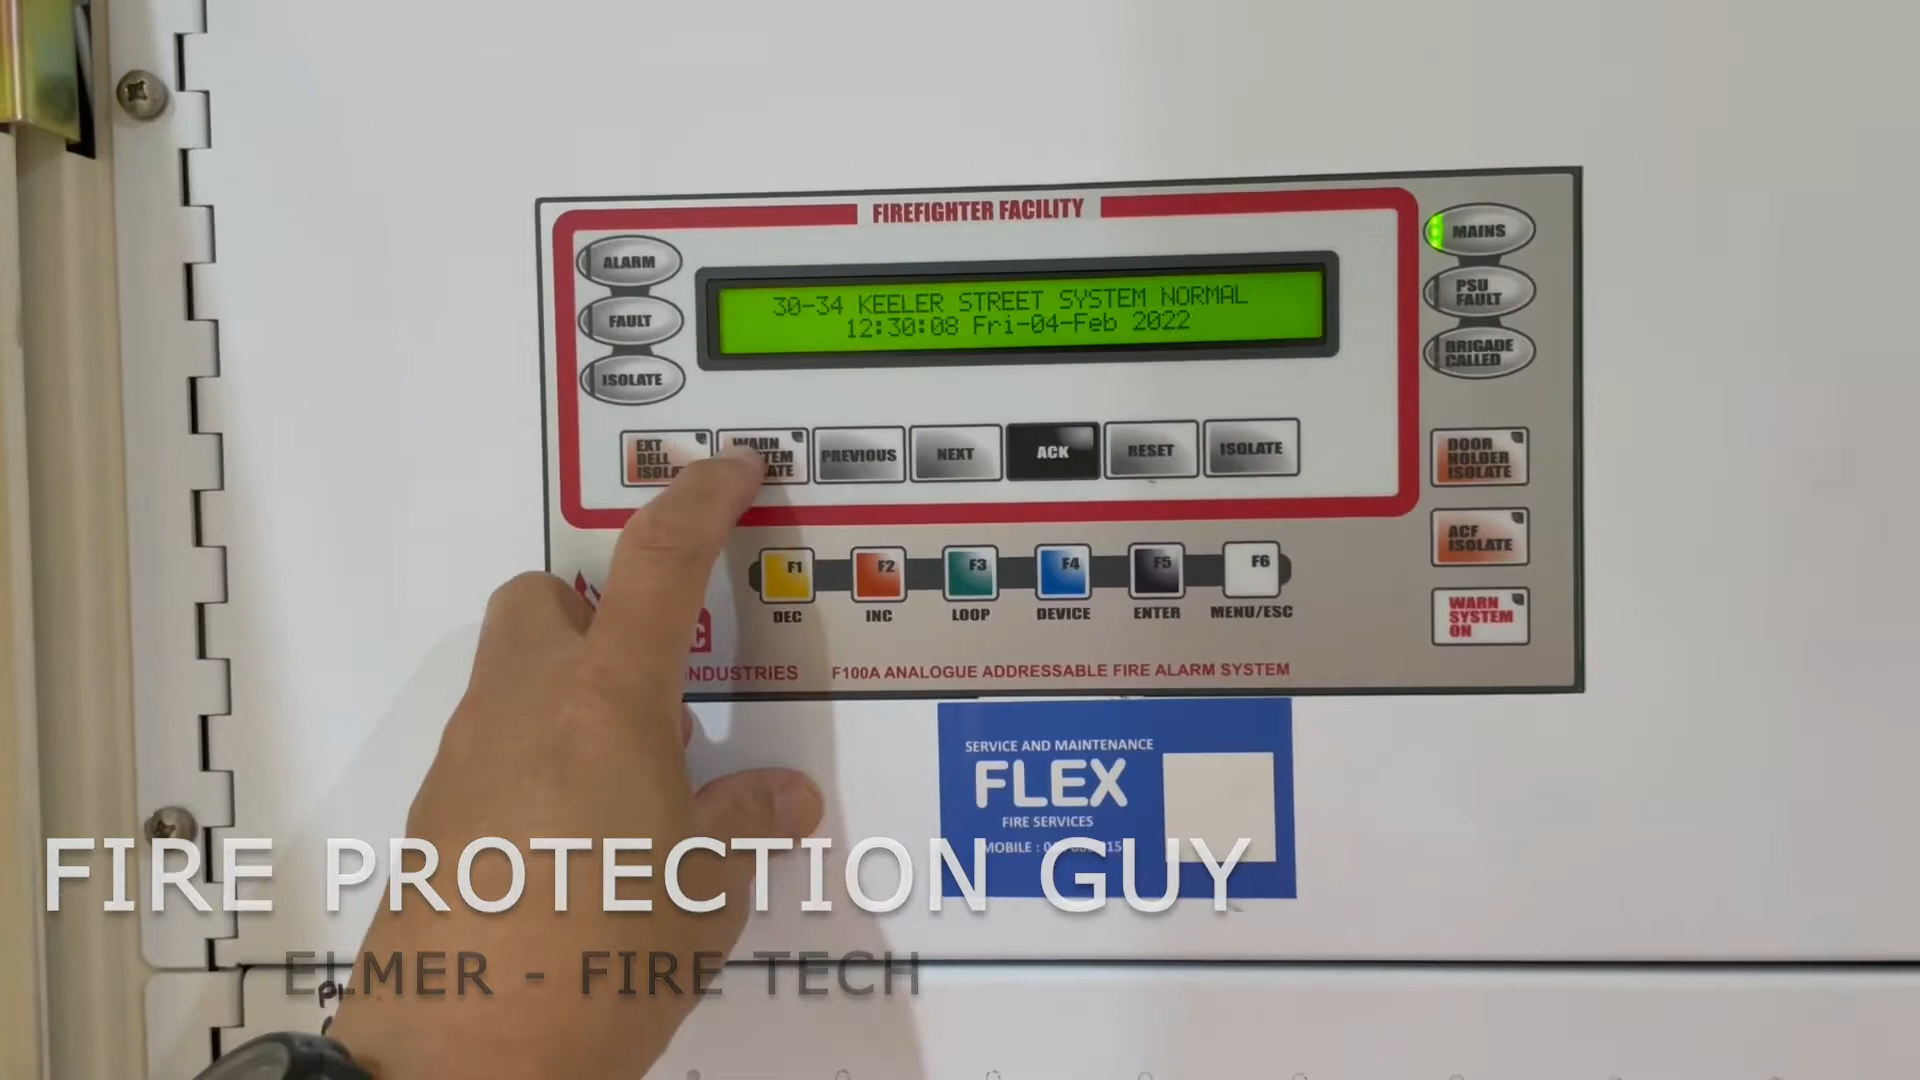 FIREFIGHTER FACILITY
ALARM
FAULT
ISOLATE
30-34 KEELER STREET SYSTEM NORMAL
12:30:08 Fri-04-Feb 2022
MAINS
PSU
FAULT
BRIGADE
CALLED
EXT
WARN
PREVIOUS
NEXT
ACK
RESET
ISOLATE
DOOR
HOLDER
ISOLATE
ACF
ISOLATE
WARN
SYSTEM
ON
F1
F2
F3
F4
F5
F6
DEC
INC
LOOP
DEVICE
ENTER
MENU/ESC
INDUSTRIES
F100A ANALOGUE ADDRESSABLE FIRE ALARM SYSTEM
SERVICE AND MAINTENANCE
FLEX
FIRE SERVICES
MOBILE :
FIRE PROTECTION GUY
ELMER - FIRE TECH